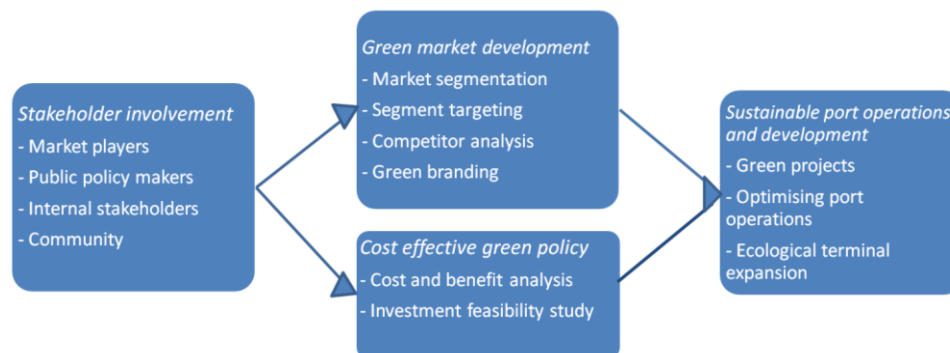 Stakeholder involvement
- Market players
- Public policy makers
- Internal stakeholders
- Community
Green market development
- Market segmentation
- Segment targeting
- Competitor analysis
- Green branding
Cost effective green policy
- Cost and benefit analysis
- Investment feasibility study
Sustainable port operations
and development
- Green projects
- Optimising port
operations
- Ecological terminal
expansion